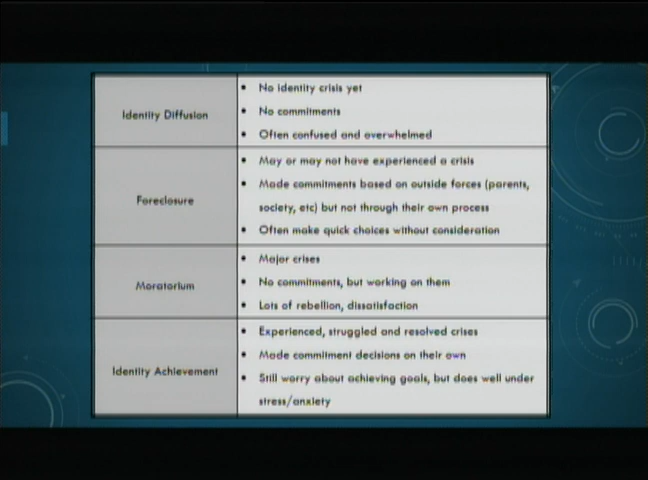 Identity Diffusion
• No identity crisis yet
• No commitments
• Often confused and overwhelmed
Foreclosure
• May or may not have experienced a crisis
• Made commitments based on outside forces (parents,
society, etc) but not through their own process
• Often make quick choices without consideration
Moratorium
• Major crises
• No commitments, but working on them
• Lots of rebellion, dissatisfaction
Identity Achievement
• Experienced, struggled and resolved crises
• Made commitment decisions on their own
• Still worry about achieving goals, but does well under
stress/anxiety